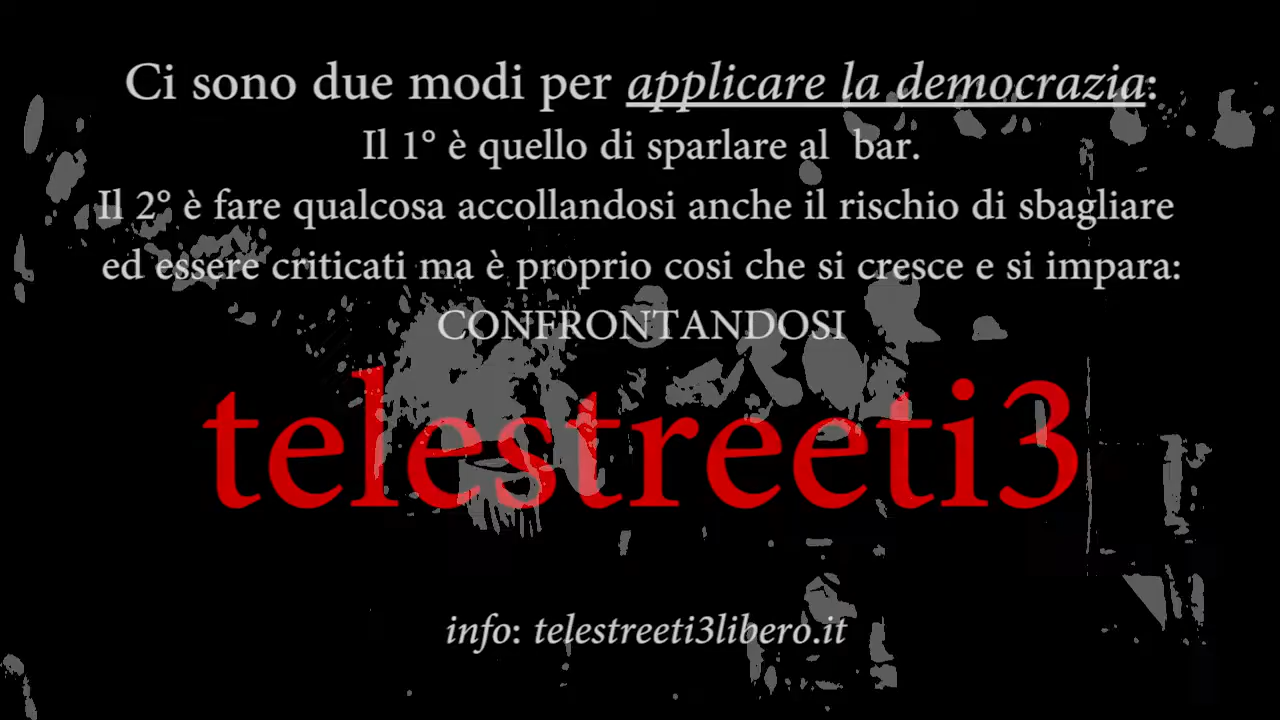 Ci sono due modi per applicare la democrazia:
Il 1° è quello di sparlare al bar.
Il 2° è fare qualcosa accollandosi anche il rischio di sbagliare
ed essere criticati ma è proprio cosi che si cresce e si impara:
CONFRONTANDOSI
telestreeti3
info: telestreeti3libero.it